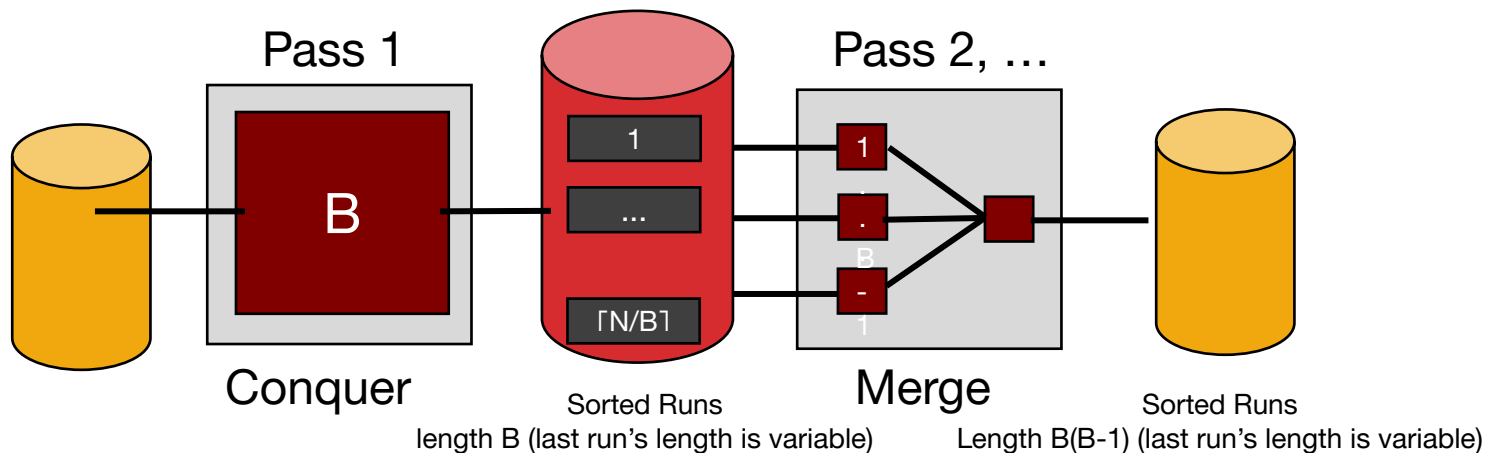 Pass 1
Pass 2, …
B
1
...
⌈N/B⌉
1
.
.
.
B
-
1
Conquer
Merge
Sorted Runs
length B (last run’s length is variable)
Sorted Runs
Length B(B-1) (last run’s length is variable)